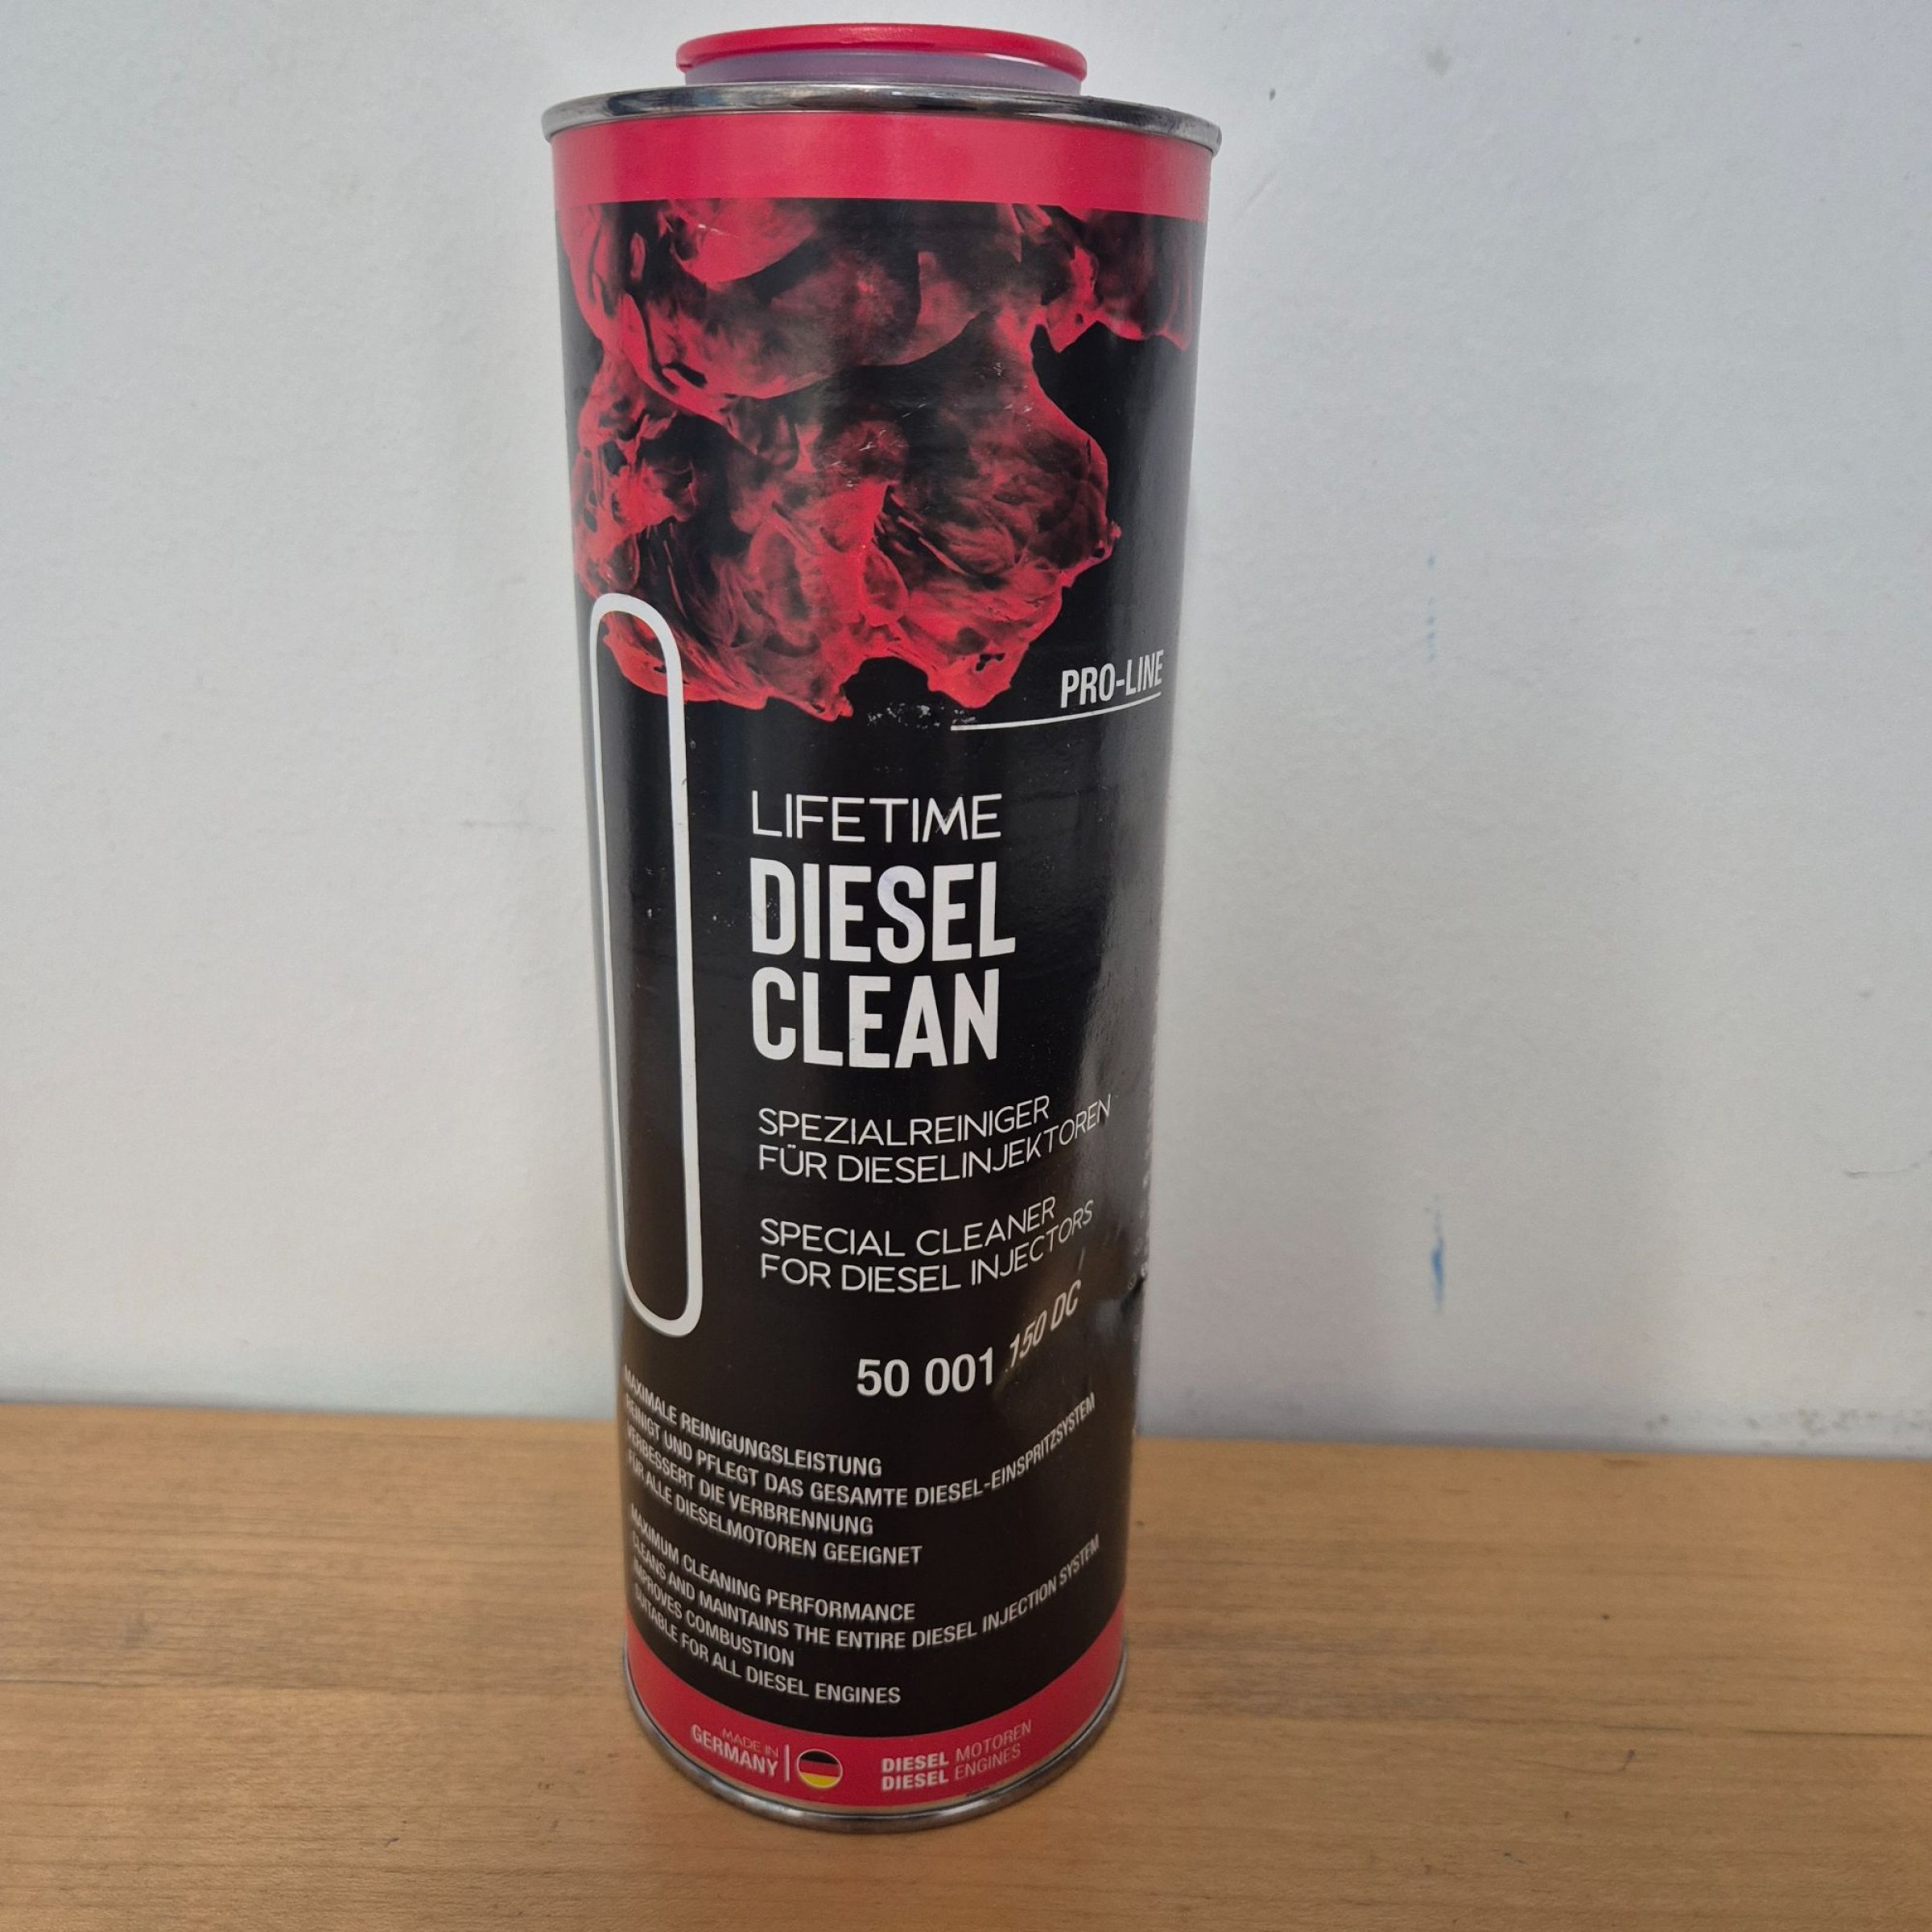 PRO-LINE
LIFETIME
DIESEL
CLEAN
SPEZIALREINIGER
FÜR DIESELINJEKTOREN
SPECIAL CLEANER
FOR DIESEL INJECTORS
50 001 150 DC
MAXIMALE REINIGUNGSLEISTUNG
REINIGT UND PFLEGT DAS GESAMTE DIESEL-EINSPRITZSYSTEM
VERBESSERT DIE VERBRENNUNG
FÜR ALLE DIESELMOTOREN GEEIGNET
MAXIMUM CLEANING PERFORMANCE
CLEANS AND MAINTAINS THE ENTIRE DIESEL INJECTION SYSTEM
IMPROVES COMBUSTION
SUITABLE FOR ALL DIESEL ENGINES
MADE IN
GERMANY
DIESEL MOTOREN
DIESEL ENGINES